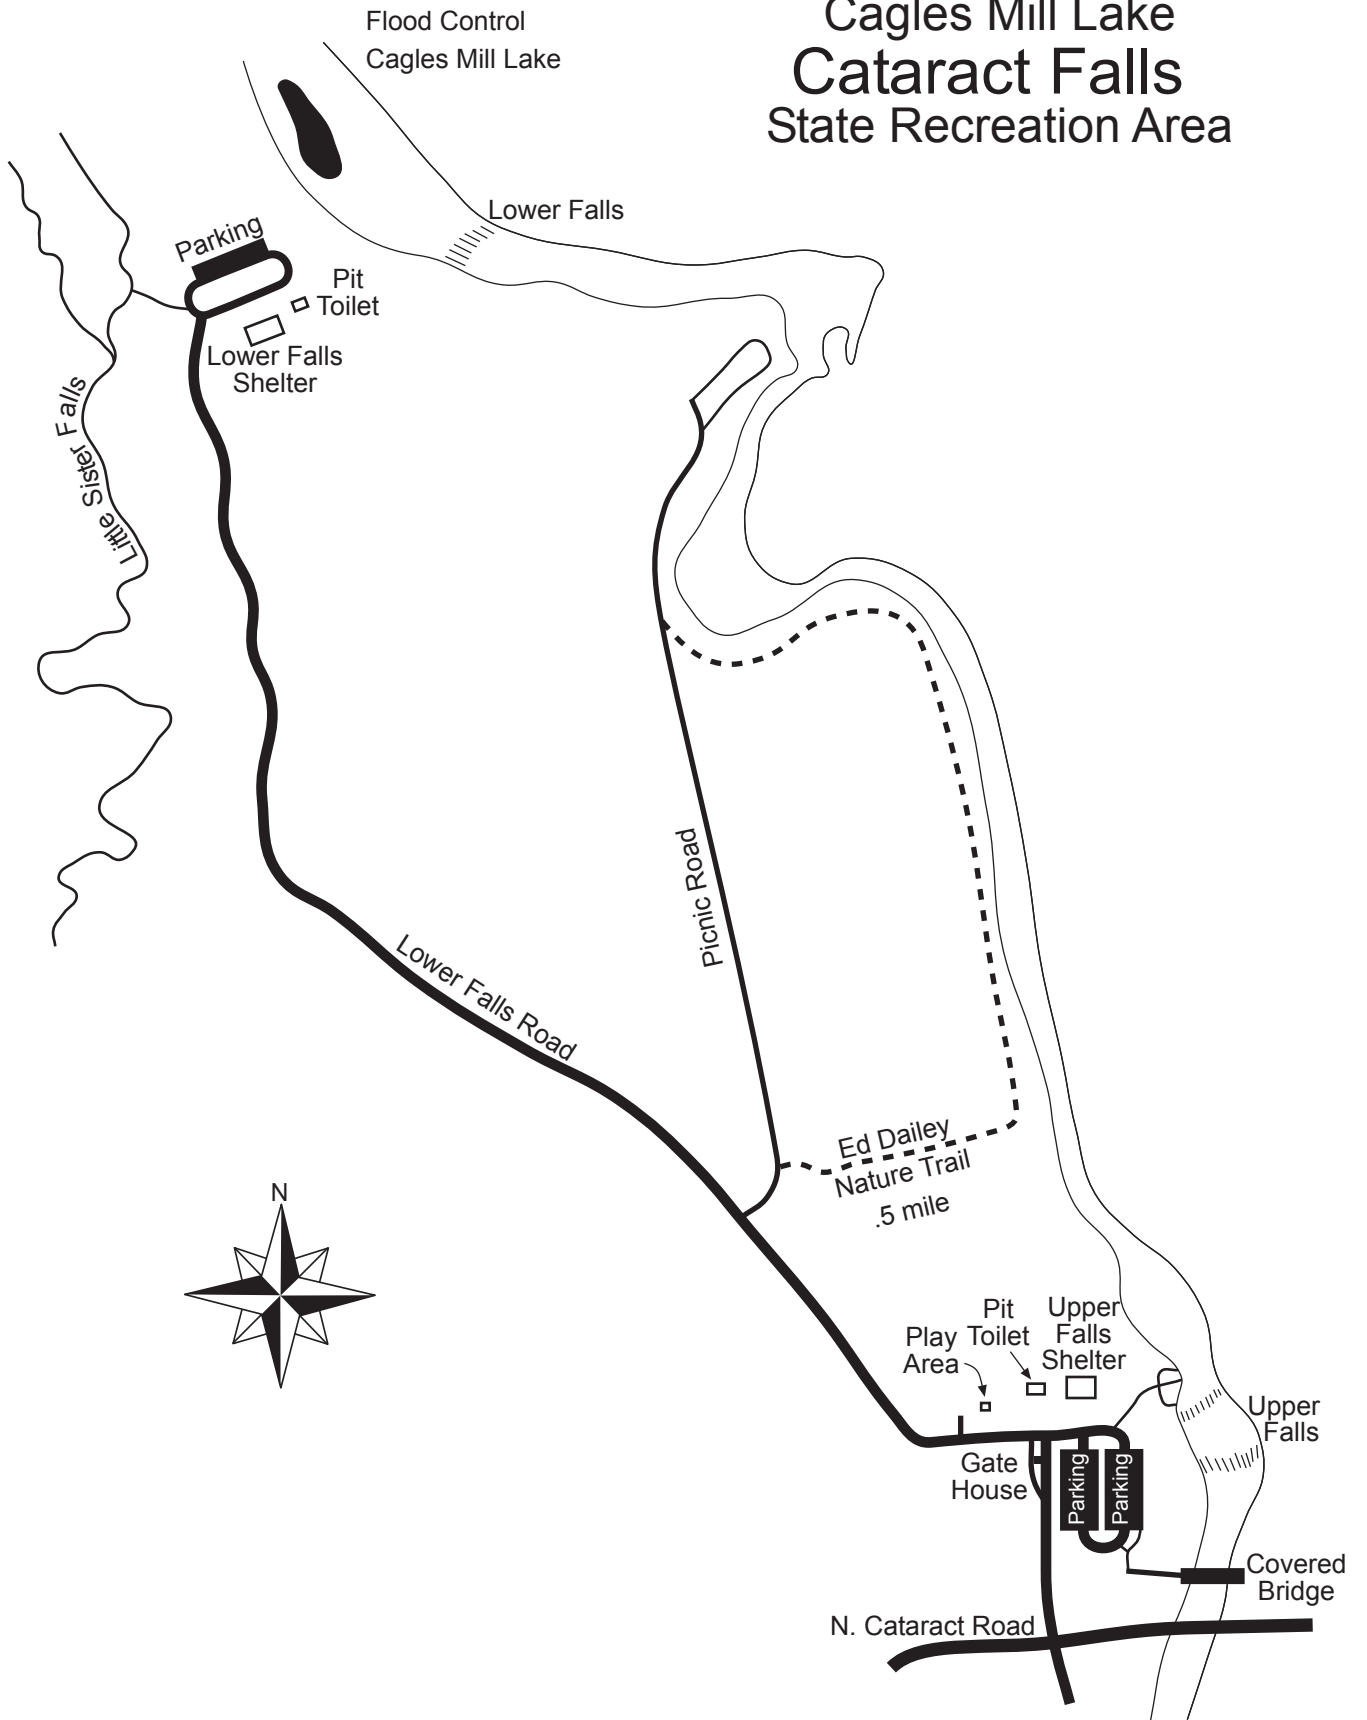 Cagles Mill Lake
Cataract Falls
State Recreation Area
Flood Control
Cagles Mill Lake
Lower Falls
Parking
Pit
Toilet
Lower Falls
Shelter
Little Sister Falls
Picnic Road
Lower Falls Road
Ed Dailey
Nature Trail
.5 mile
N
Pit
Toilet
Upper
Falls
Shelter
Play
Area
Upper
Falls
Gate
House
Parking
Parking
Covered
Bridge
N. Cataract Road